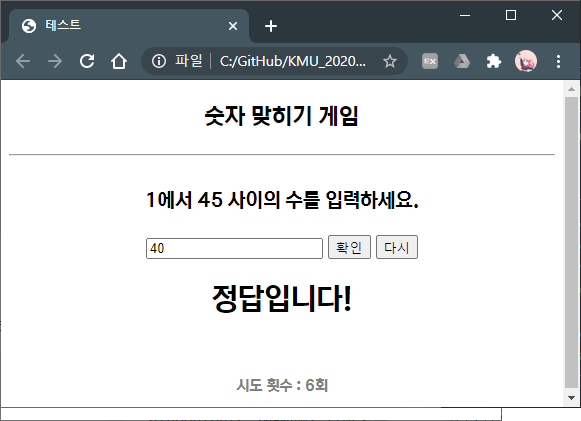 테스트
파일 C:/GitHub/KMU_2020...
EX
숫자 맞히기 게임
1에서 45 사이의 수를 입력하세요.
40 확인 다시
정답입니다!
시도 횟수 : 6회